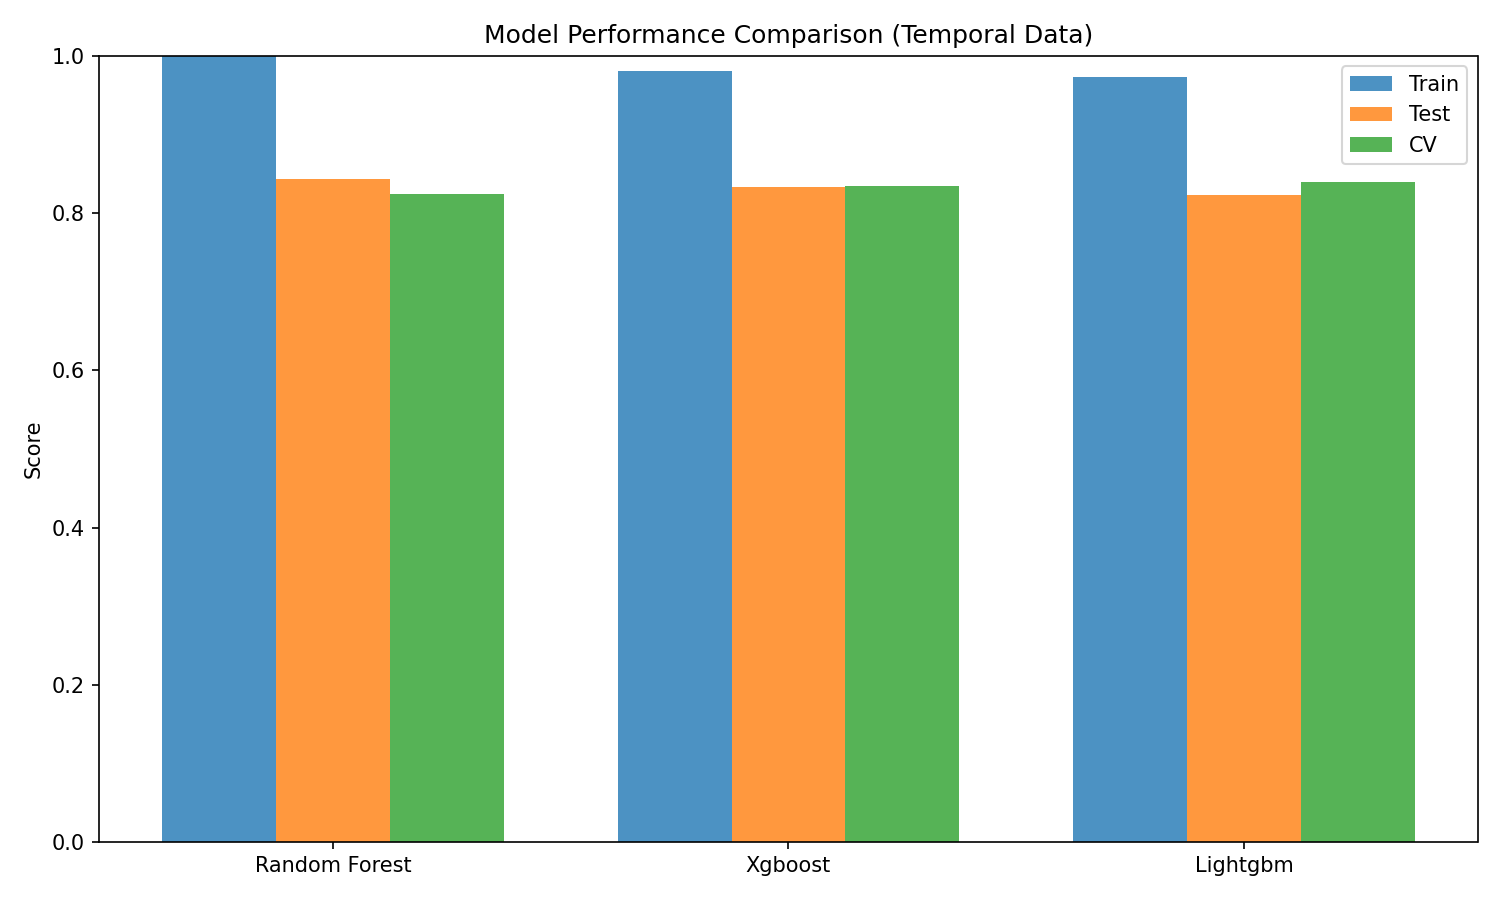 Model Performance Comparison (Temporal Data)
Train
Test
CV
Score
1.0
0.8
0.6
0.4
0.2
0.0
Random Forest
Xgboost
Lightgbm